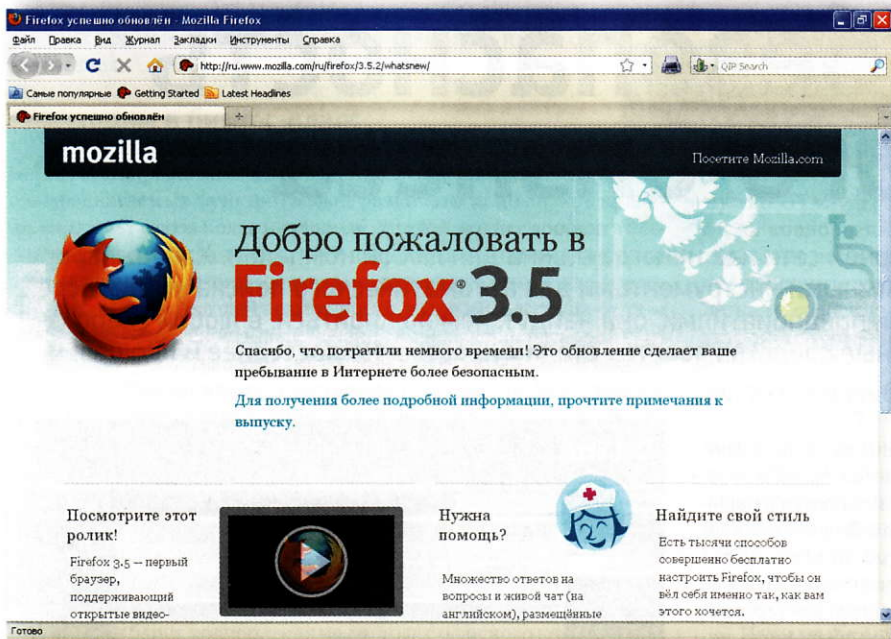 Firefox успешно обновлён - Mozilla Firefox
Файл Правка Вид Журнал Закладки Инструменты Справка
http://ru.www.mozilla.com/ru/firefox/3.5.2/whatsnew/
QIP Search
Самые популярные Getting Started Latest Headlines
Firefox успешно обновлён
mozilla
Посетите Mozilla.com
Добро пожаловать в
Firefox® 3.5
Спасибо, что потратили немного времени! Это обновление сделает ваше
пребывание в Интернете более безопасным.
Для получения более подробной информации, прочтите примечания к
выпуску.
Посмотрите этот
ролик!
Firefox 3.5 — первый
браузер,
поддерживающий
открытые видео-
Нужна
помощь?
Множество ответов на
вопросы и живой чат (на
английском), размещённые
Найдите свой стиль
Есть тысячи способов
совершенно бесплатно
настроить Firefox, чтобы он
вёл себя именно так, как вам
этого хочется.
Готово